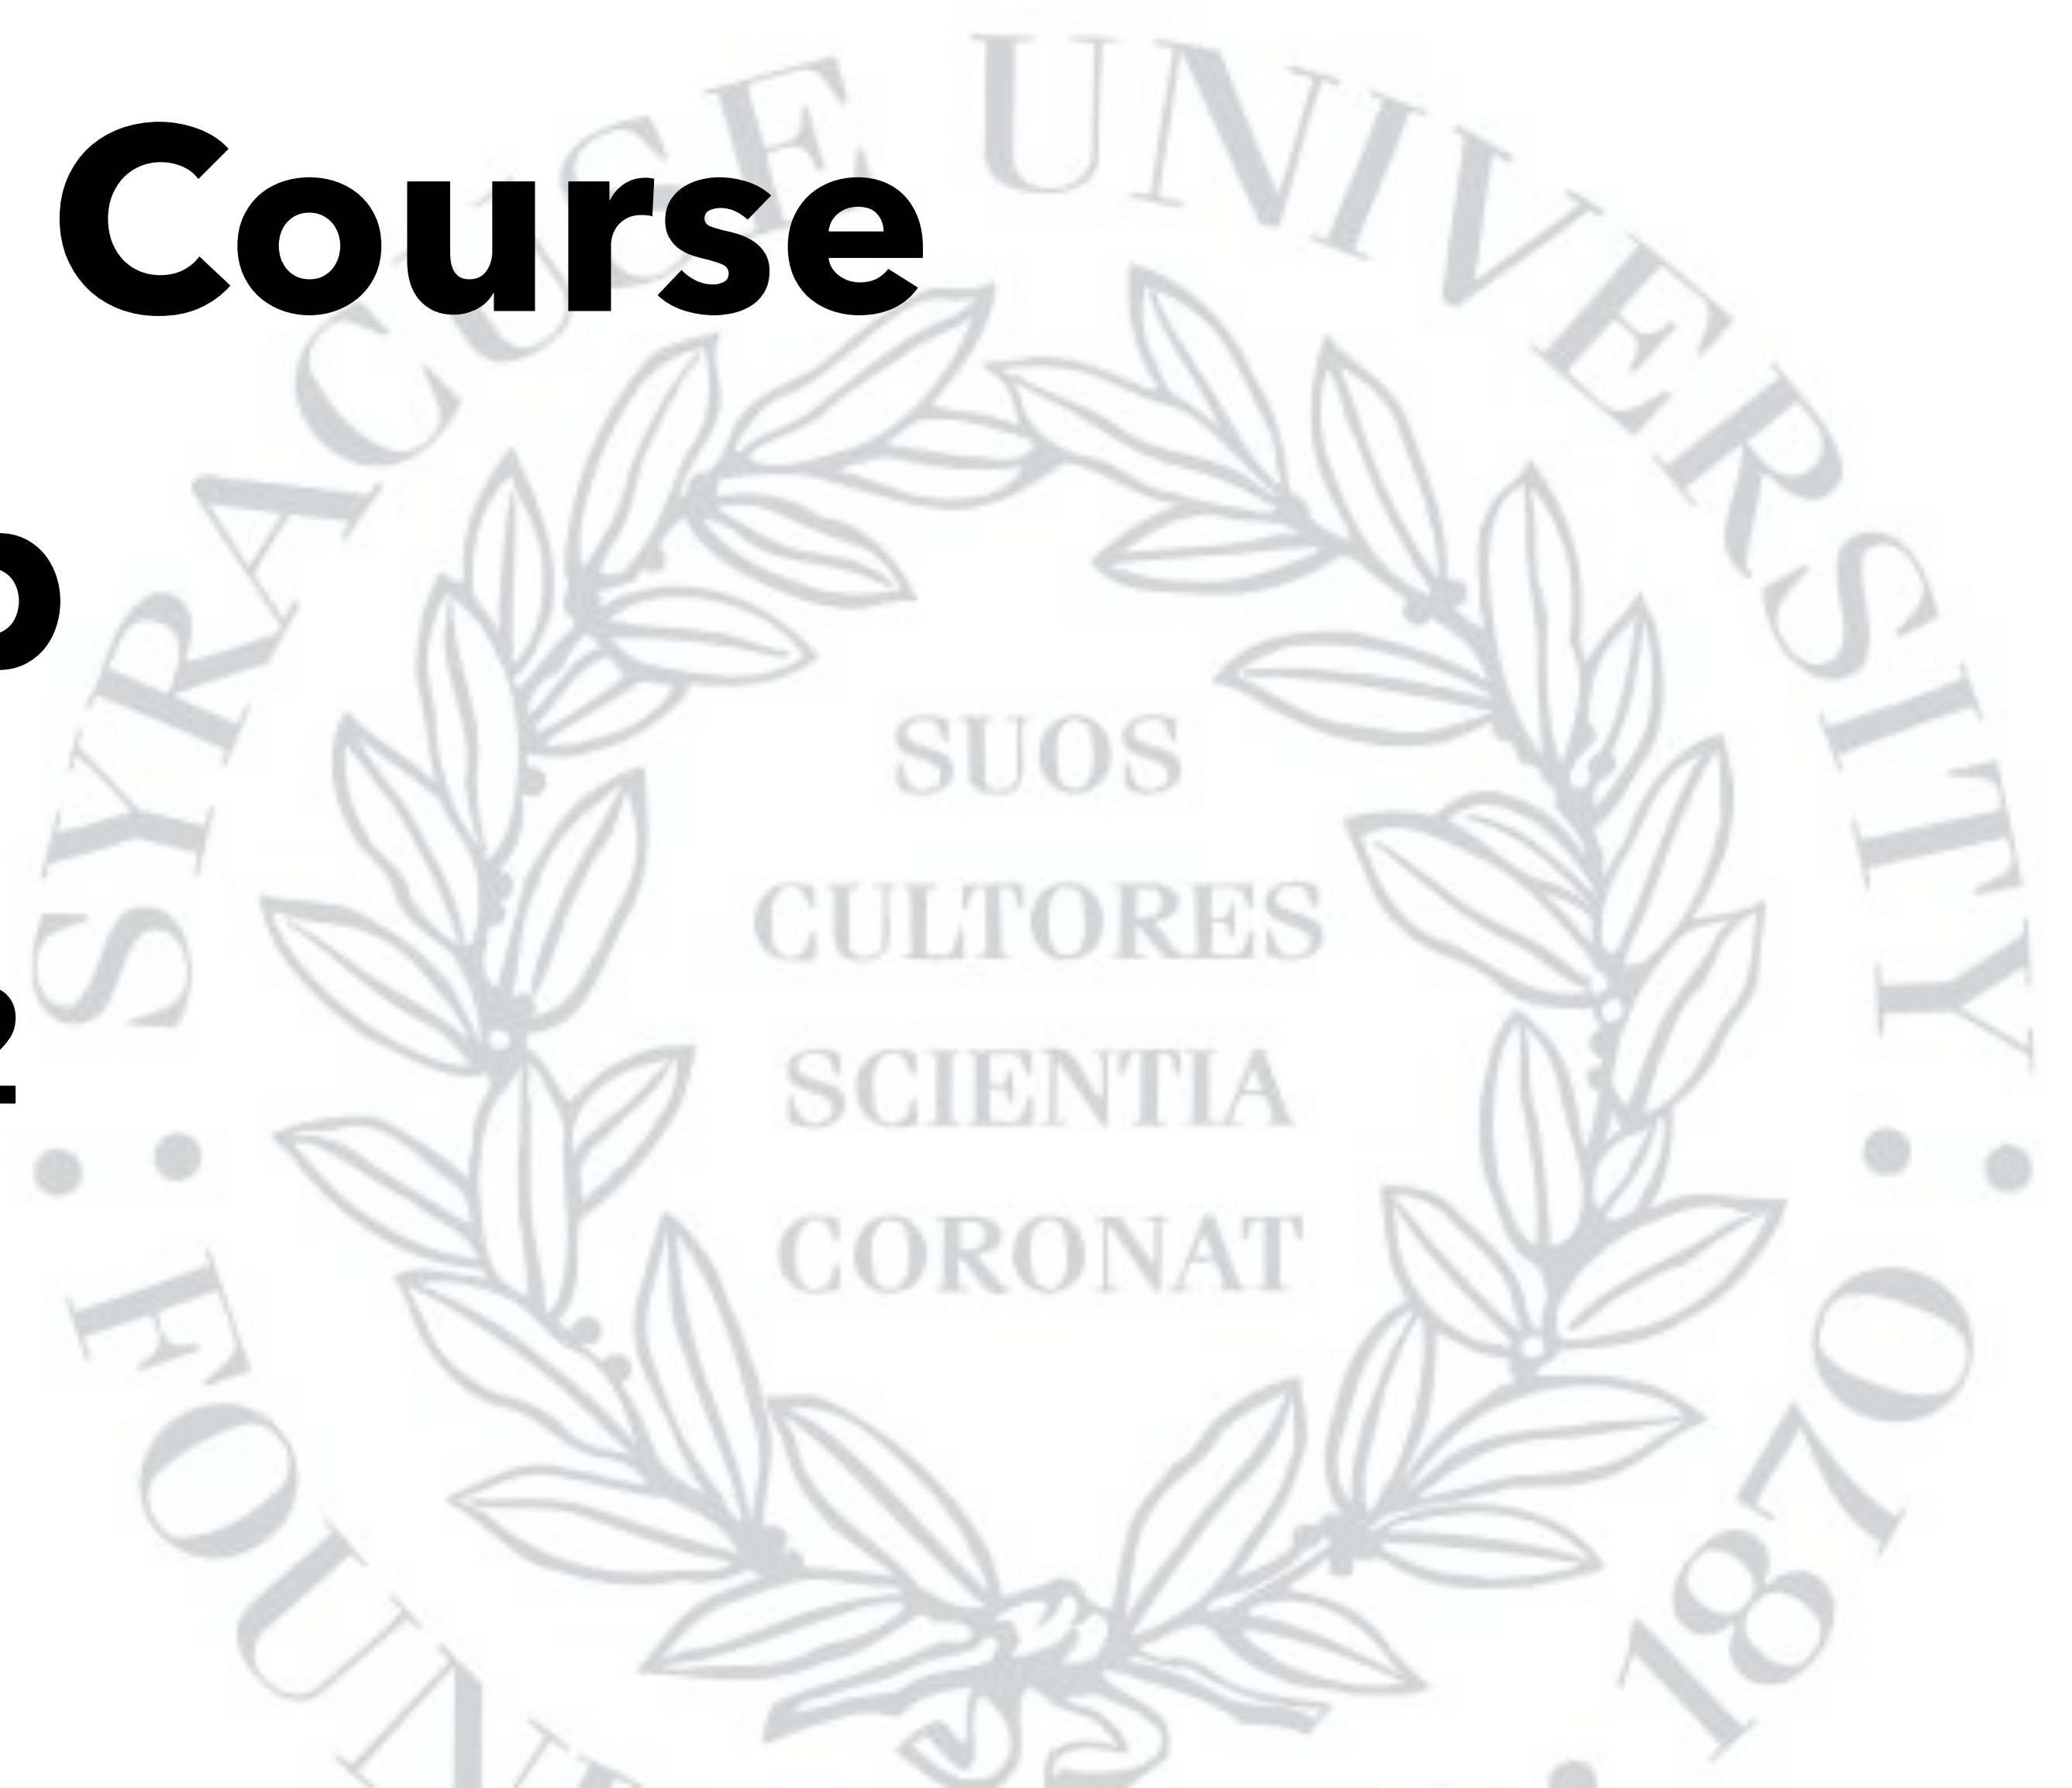 Course
SYRACUSE UNIVERSITY
SUOS
CULTORES
SCIENTIA
CORONAT
1870